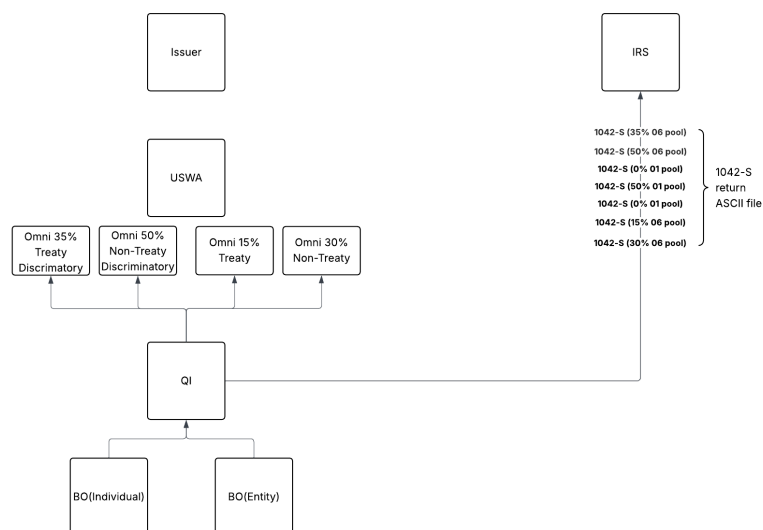 Issuer
IRS
1042-S (35% 06 pool)
1042-S (50% 06 pool)
1042-S (0% 01 pool)
1042-S (50% 01 pool)
1042-S (0% 01 pool)
1042-S (15% 06 pool)
1042-S (30% 06 pool)
1042-S
return
ASCII file
USWA
Omni 35%
Treaty
Discrimatory
Omni 50%
Non-Treaty
Discriminatory
Omni 15%
Treaty
Omni 30%
Non-Treaty
QI
BO(Individual)
BO(Entity)